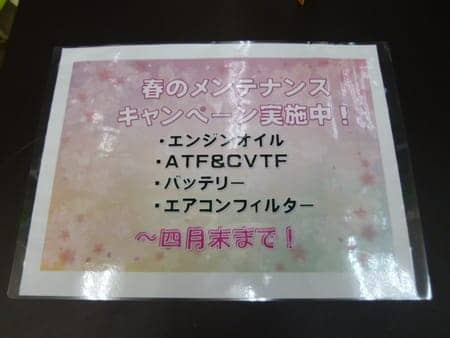 春のメンテナンス
キャンペーン実施中！
・エンジンオイル
・ATF&CVTF
・バッテリー
・エアコンフィルター
～四月末まで！